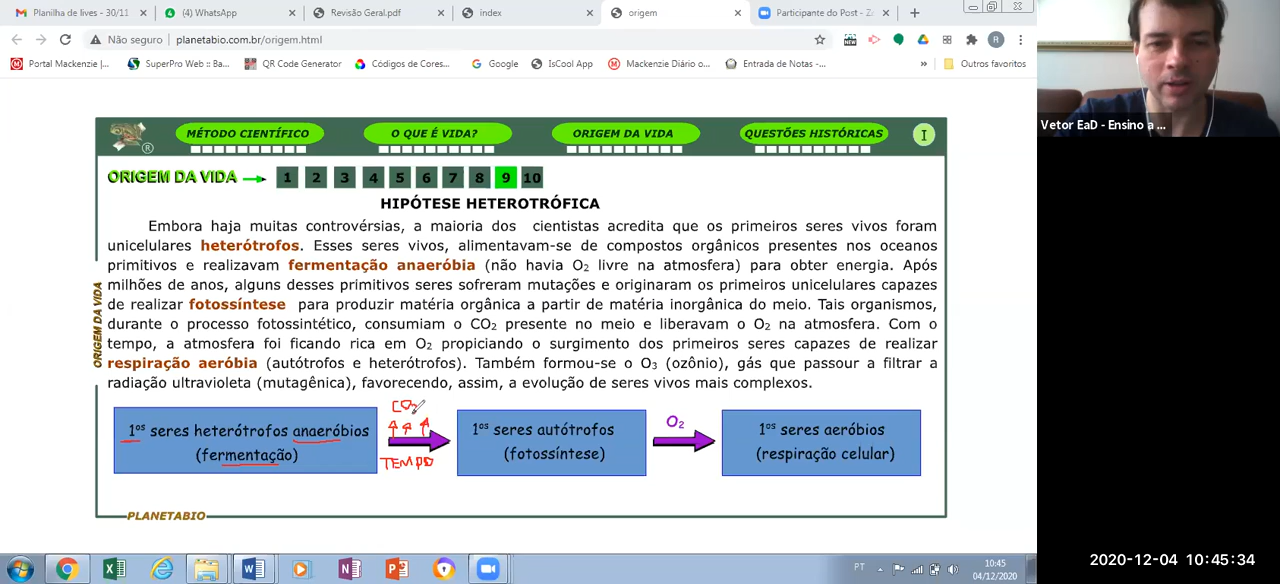 Planilha de lives - 30/11
(4) WhatsApp
Revisão Geral.pdf
index
origem
Participante do Post - Z
Não seguro
planetabio.com.br/origem.html
R
Portal Mackenzie |...
SuperPro Web :: Ba...
QR Code Generator
Códigos de Cores...
Google
IsCool App
Mackenzie Diário o...
Entrada de Notas -...
»
Outros favoritos
Vetor EaD - Ensino a ...
MÉTODO CIENTÍFICO
O QUE É VIDA?
ORIGEM DA VIDA
QUESTÕES HISTÓRICAS
®
ORIGEM DA VIDA
1 2 3 4 5 6 7 8 9 10
HIPÓTESE HETEROTRÓFICA
Embora haja muitas controvérsias, a maioria dos cientistas acredita que os primeiros seres vivos foram
unicelulares heterótrofos. Esses seres vivos, alimentavam-se de compostos orgânicos presentes nos oceanos
primitivos e realizavam fermentação anaeróbia (não havia O₂ livre na atmosfera) para obter energia. Após
milhões de anos, alguns desses primitivos seres sofreram mutações e originaram os primeiros unicelulares capazes
de realizar fotossíntese para produzir matéria orgânica a partir de matéria inorgânica do meio. Tais organismos,
durante o processo fotossintético, consumiam o CO₂ presente no meio e liberavam o O₂ na atmosfera. Com o
tempo, a atmosfera foi ficando rica em O₂ propiciando o surgimento dos primeiros seres capazes de realizar
respiração aeróbia (autótrofos e heterótrofos). Também formou-se o O₃ (ozônio), gás que passour a filtrar a
radiação ultravioleta (mutagênica), favorecendo, assim, a evolução de seres vivos mais complexos.
ORIGEM DA VIDA
1ᵒˢ seres heterótrofos anaeróbios
(fermentação)
CO₂
TEMPO
1ᵒˢ seres autótrofos
(fotossíntese)
O₂
1ᵒˢ seres aeróbios
(respiração celular)
PLANETABIO
2020-12-04 10:45:34
PT
10:45
04/12/2020